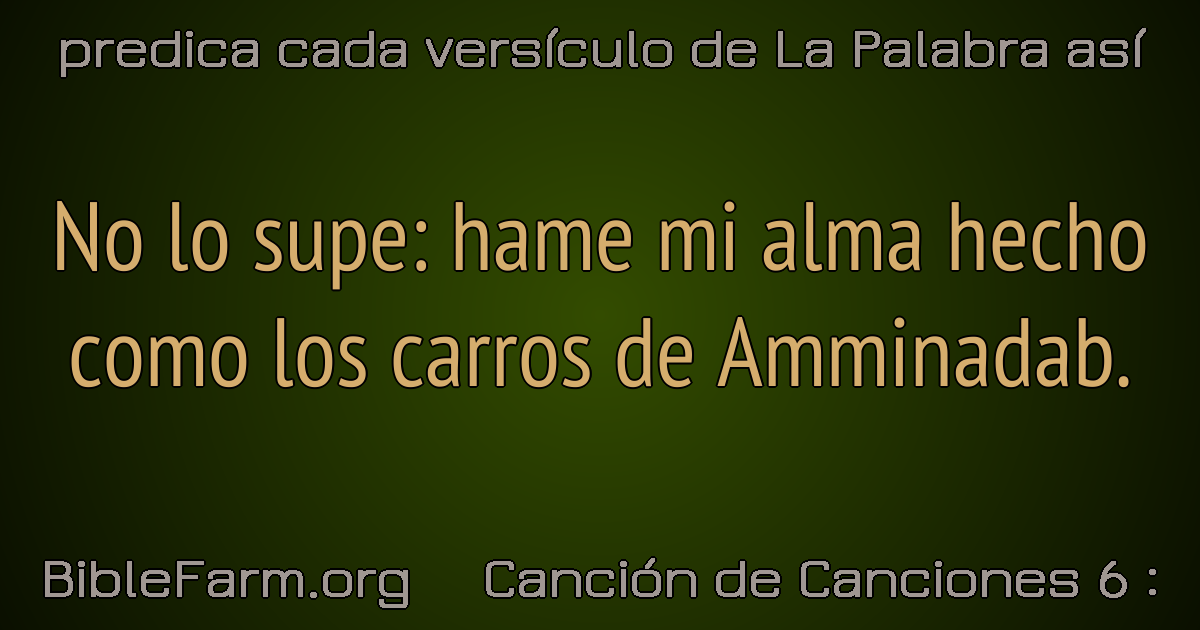 predica cada versículo de La Palabra así
No lo supe: hame mi alma hecho
como los carros de Amminadab.
BibleFarm.org Canción de Canciones 6 :